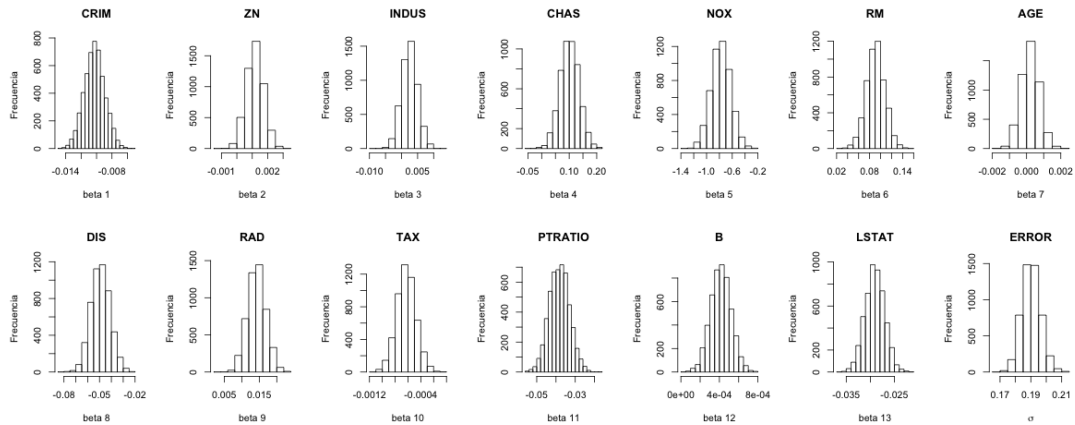 CRIM
ZN
INDUS
CHAS
NOX
RM
AGE
Frecuencia
0 200 400 600 800
-0.014 -0.008
beta 1
Frecuencia
0 500 1000 1500
-0.001 0.002
beta 2
Frecuencia
0 500 1000 1500
-0.010 0.005
beta 3
Frecuencia
0 400 1000
-0.05 0.10 0.20
beta 4
Frecuencia
0 400 800 1200
-1.4 -1.0 -0.6 -0.2
beta 5
Frecuencia
0 400 800 1200
0.02 0.08 0.14
beta 6
Frecuencia
0 500 1500
-0.002 0.000 0.002
beta 7
DIS
RAD
TAX
PTRATIO
B
LSTAT
ERROR
Frecuencia
0 400 800 1200
-0.08 -0.05 -0.02
beta 8
Frecuencia
0 500 1500
0.005 0.015
beta 9
Frecuencia
0 400 800 1200
-0.0012 -0.0004
beta 10
Frecuencia
0 200 400 600
-0.05 -0.03
beta 11
Frecuencia
0 200 600
0e+00 4e-04 8e-04
beta 12
Frecuencia
0 200 600 1000
-0.035 -0.025
beta 13
Frecuencia
0 500 1000 1500
0.17 0.19 0.21
σ